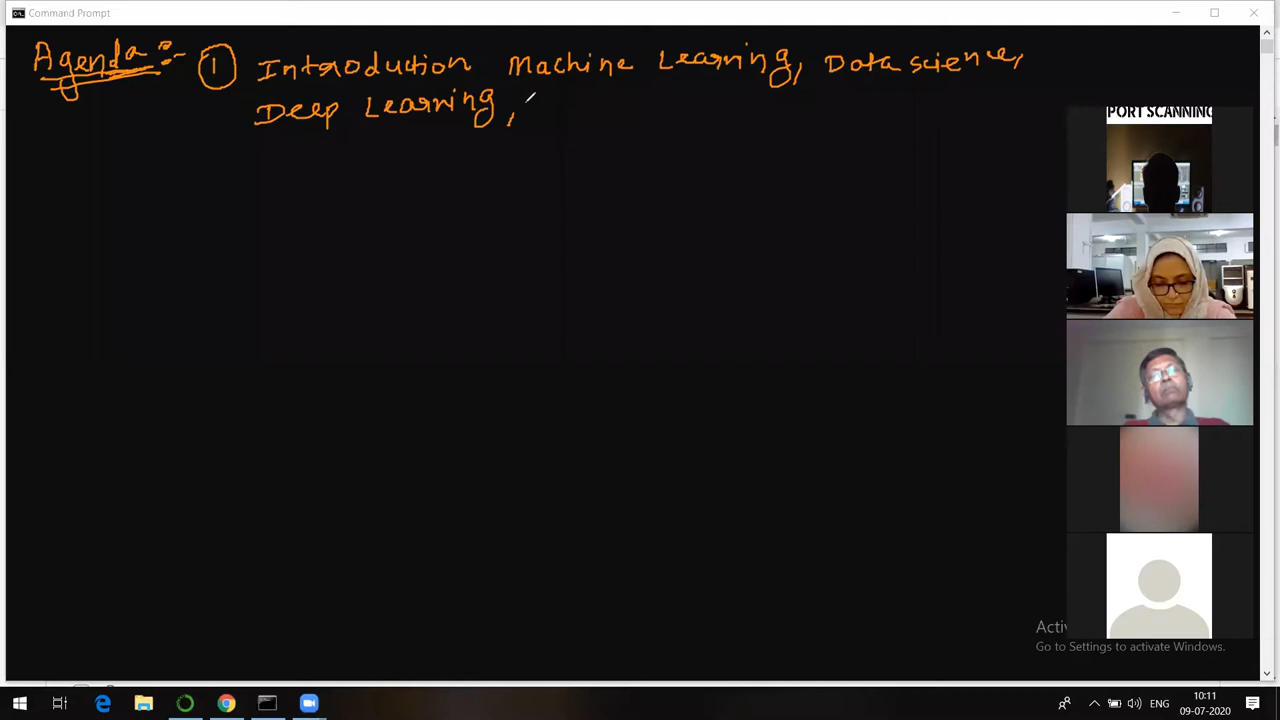 Command Prompt
Agenda :- ① Introduction Machine Learning, Data science,
Deep Learning,
PORT SCANNING
Go to Settings to activate Windows.
ENG
10:11
09-07-2020